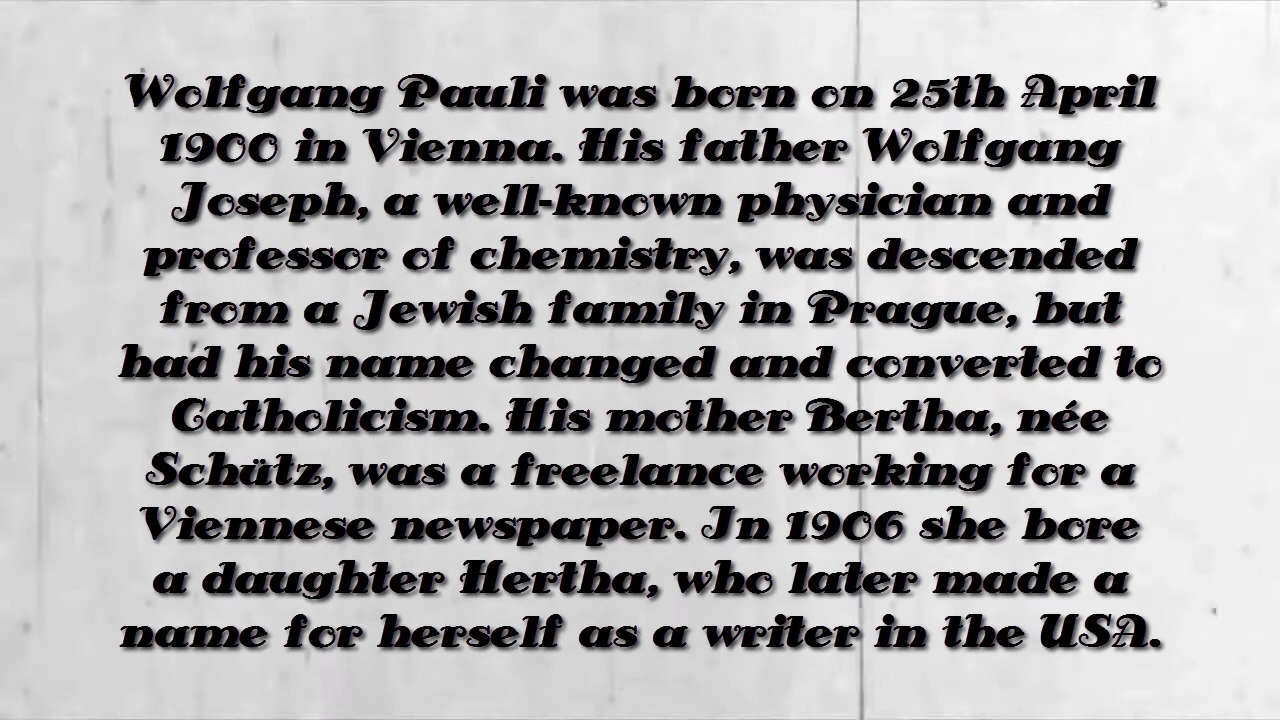 Wolfgang Pauli was born on 25th April
1900 in Vienna. His father Wolfgang
Joseph, a well-known physician and
professor of chemistry, was descended
from a Jewish family in Prague, but
had his name changed and converted to
Catholicism. His mother Bertha, née
Schütz, was a freelance working for a
Viennese newspaper. In 1906 she bore
a daughter Hertha, who later made a
name for herself as a writer in the USA.